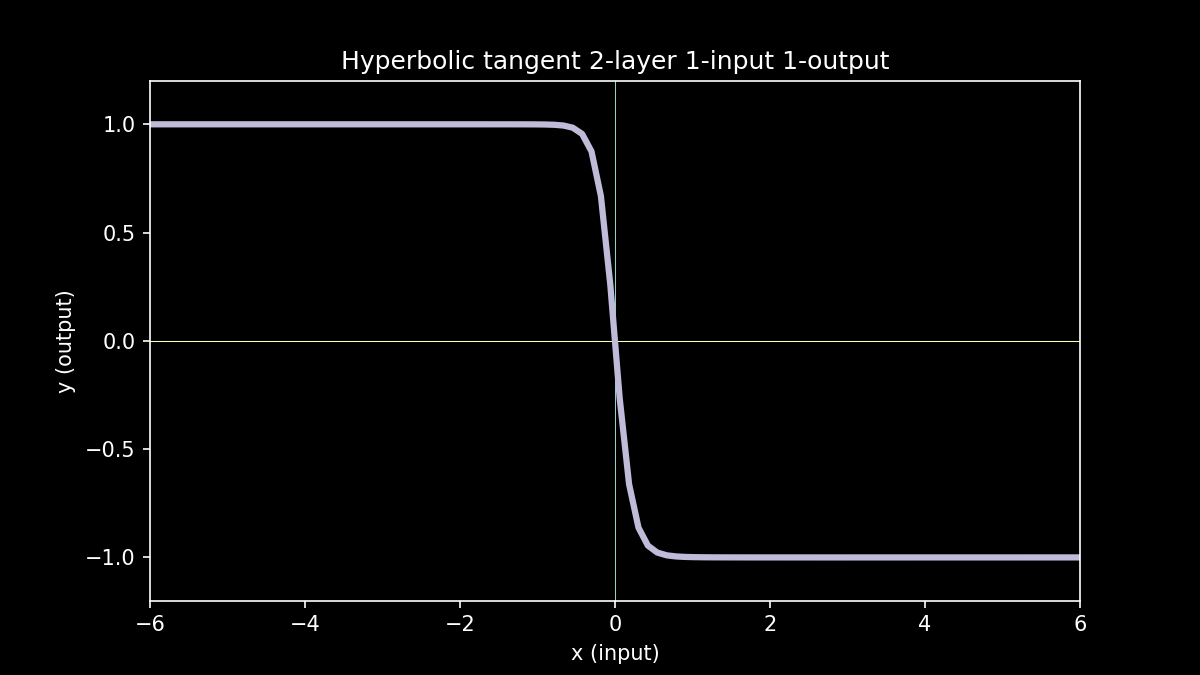 Hyperbolic tangent 2-layer 1-input 1-output
1.0
0.5
0.0
−0.5
−1.0
y (output)
−6 −4 −2 0 2 4 6
x (input)